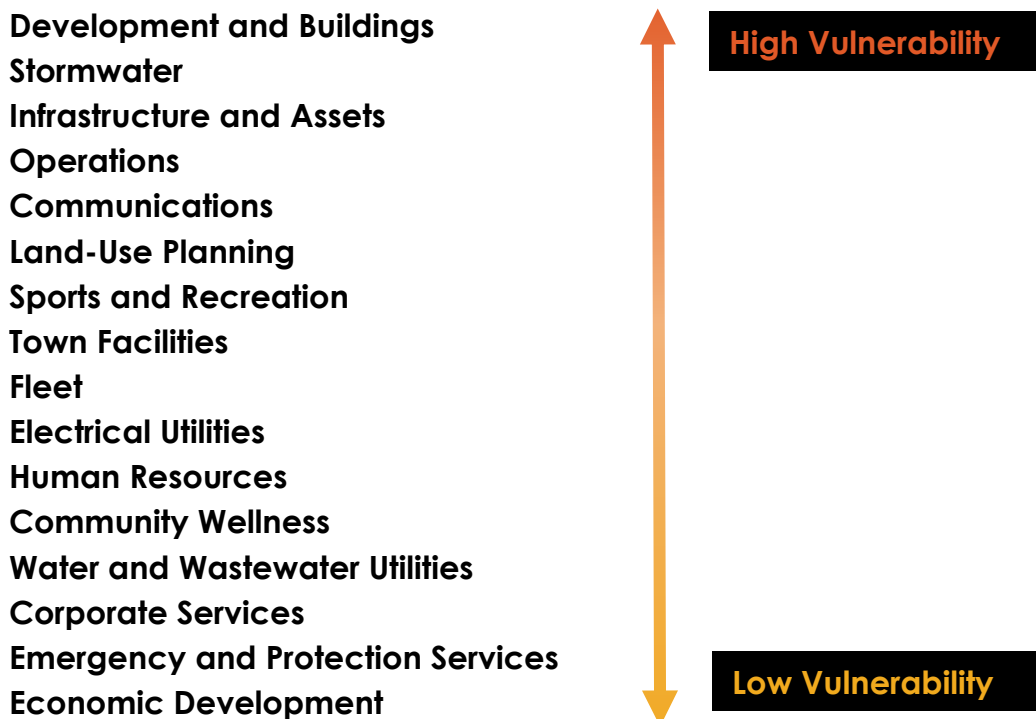 Development and Buildings
High Vulnerability
Stormwater
Infrastructure and Assets
Operations
Communications
Land-Use Planning
Sports and Recreation
Town Facilities
Fleet
Electrical Utilities
Human Resources
Community Wellness
Water and Wastewater Utilities
Corporate Services
Emergency and Protection Services
Economic Development
Low Vulnerability